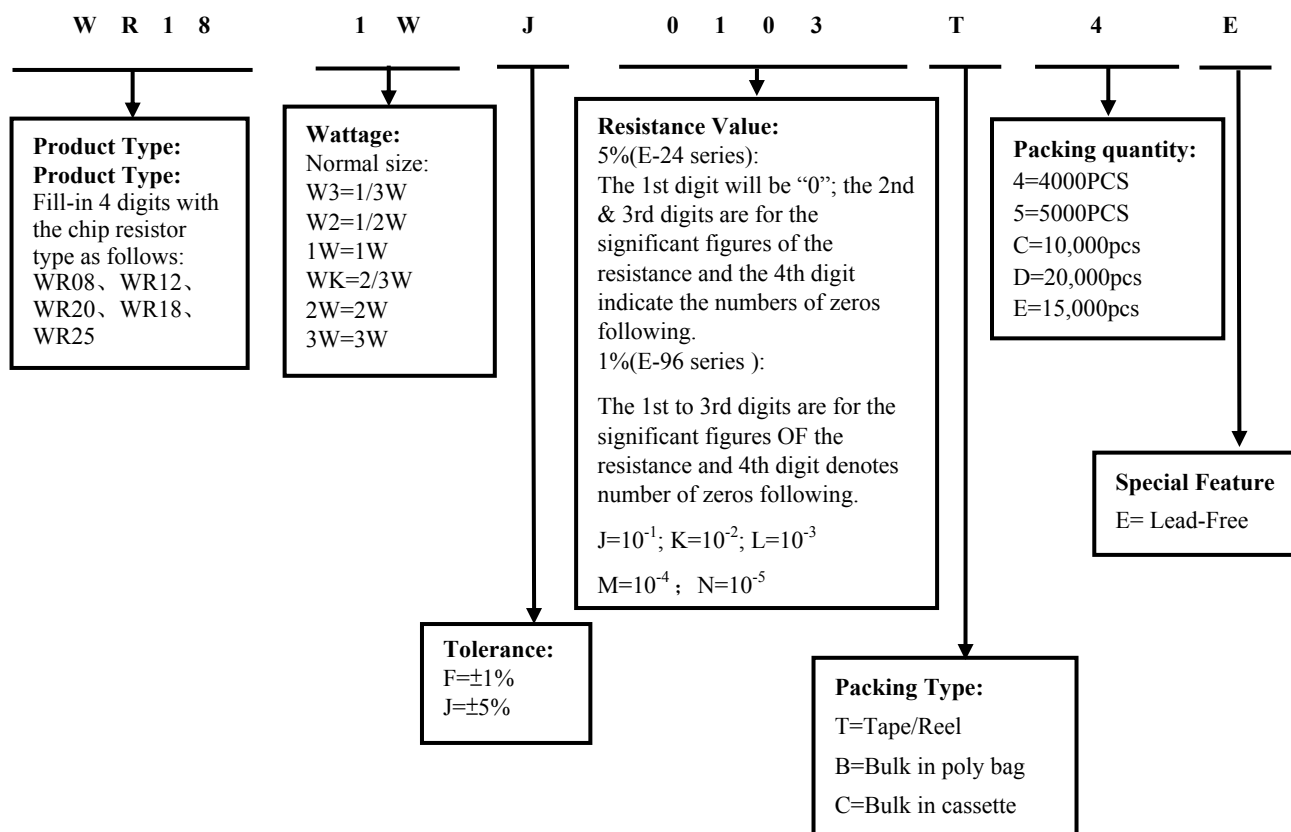 W R 1 8 1 W J 0 1 0 3 T 4 E
Product Type:
Product Type:
Fill-in 4 digits with
the chip resistor
type as follows:
WR08、WR12、
WR20、WR18、
WR25
Wattage:
Normal size:
W3=1/3W
W2=1/2W
1W=1W
WK=2/3W
2W=2W
3W=3W
Tolerance:
F=±1%
J=±5%
Resistance Value:
5%(E-24 series):
The 1st digit will be “0”; the 2nd
& 3rd digits are for the
significant figures of the
resistance and the 4th digit
indicate the numbers of zeros
following.
1%(E-96 series ):
The 1st to 3rd digits are for the
significant figures OF the
resistance and 4th digit denotes
number of zeros following.
J=10⁻¹; K=10⁻²; L=10⁻³
M=10⁻⁴ ；N=10⁻⁵
Packing Type:
T=Tape/Reel
B=Bulk in poly bag
C=Bulk in cassette
Packing quantity:
4=4000PCS
5=5000PCS
C=10,000pcs
D=20,000pcs
E=15,000pcs
Special Feature
E= Lead-Free